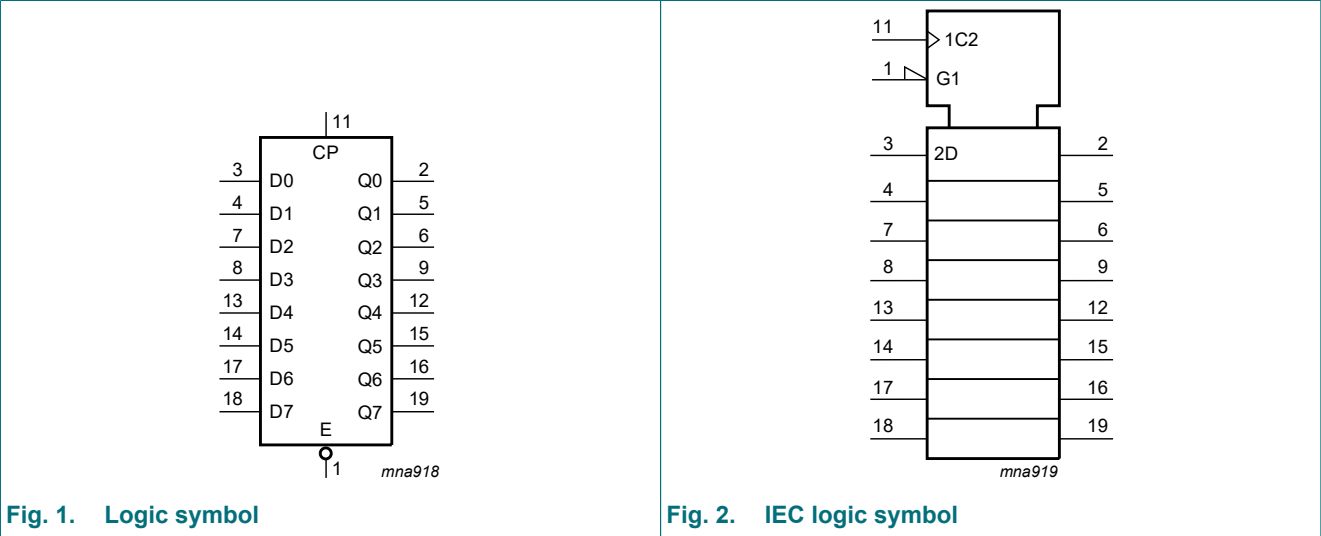 11
CP
3 D0 Q0 2
4 D1 Q1 5
7 D2 Q2 6
8 D3 Q3 9
13 D4 Q4 12
14 D5 Q5 15
17 D6 Q6 16
18 D7 Q7 19
E
1
mna918
Fig. 1. Logic symbol
11 1C2
1 G1
3 2D 2
4 5
7 6
8 9
13 12
14 15
17 16
18 19
mna919
Fig. 2. IEC logic symbol